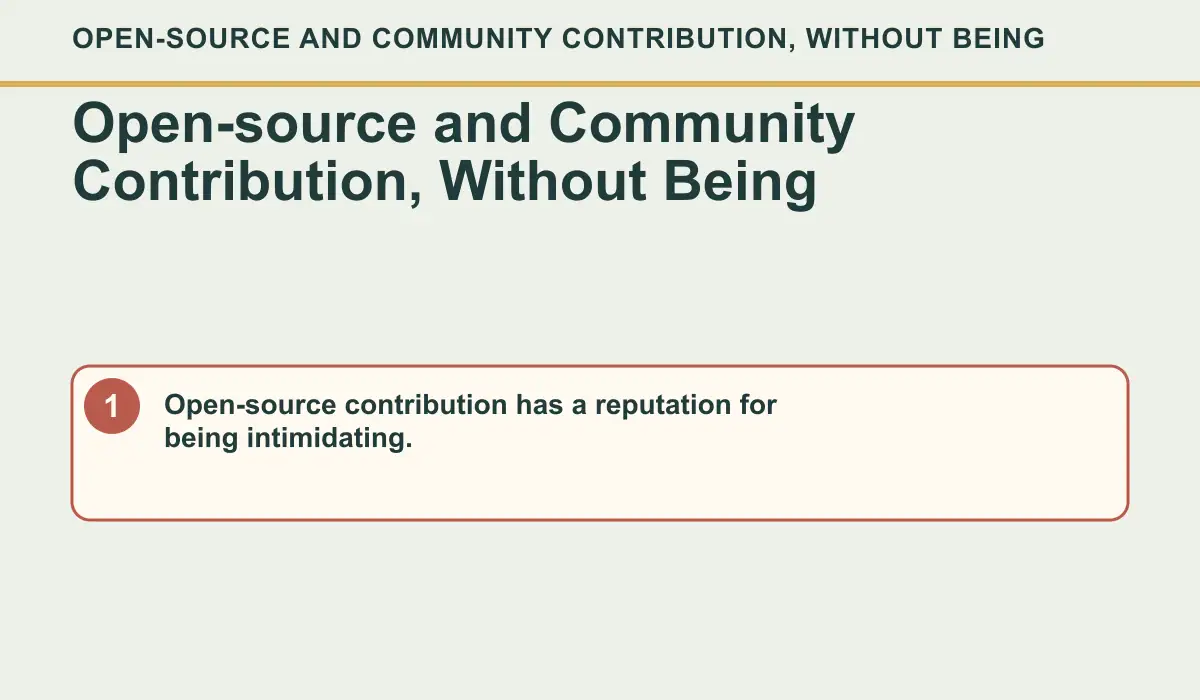 OPEN-SOURCE AND COMMUNITY CONTRIBUTION, WITHOUT BEING
Open-source and Community
Contribution, Without Being
1
Open-source contribution has a reputation for
being intimidating.